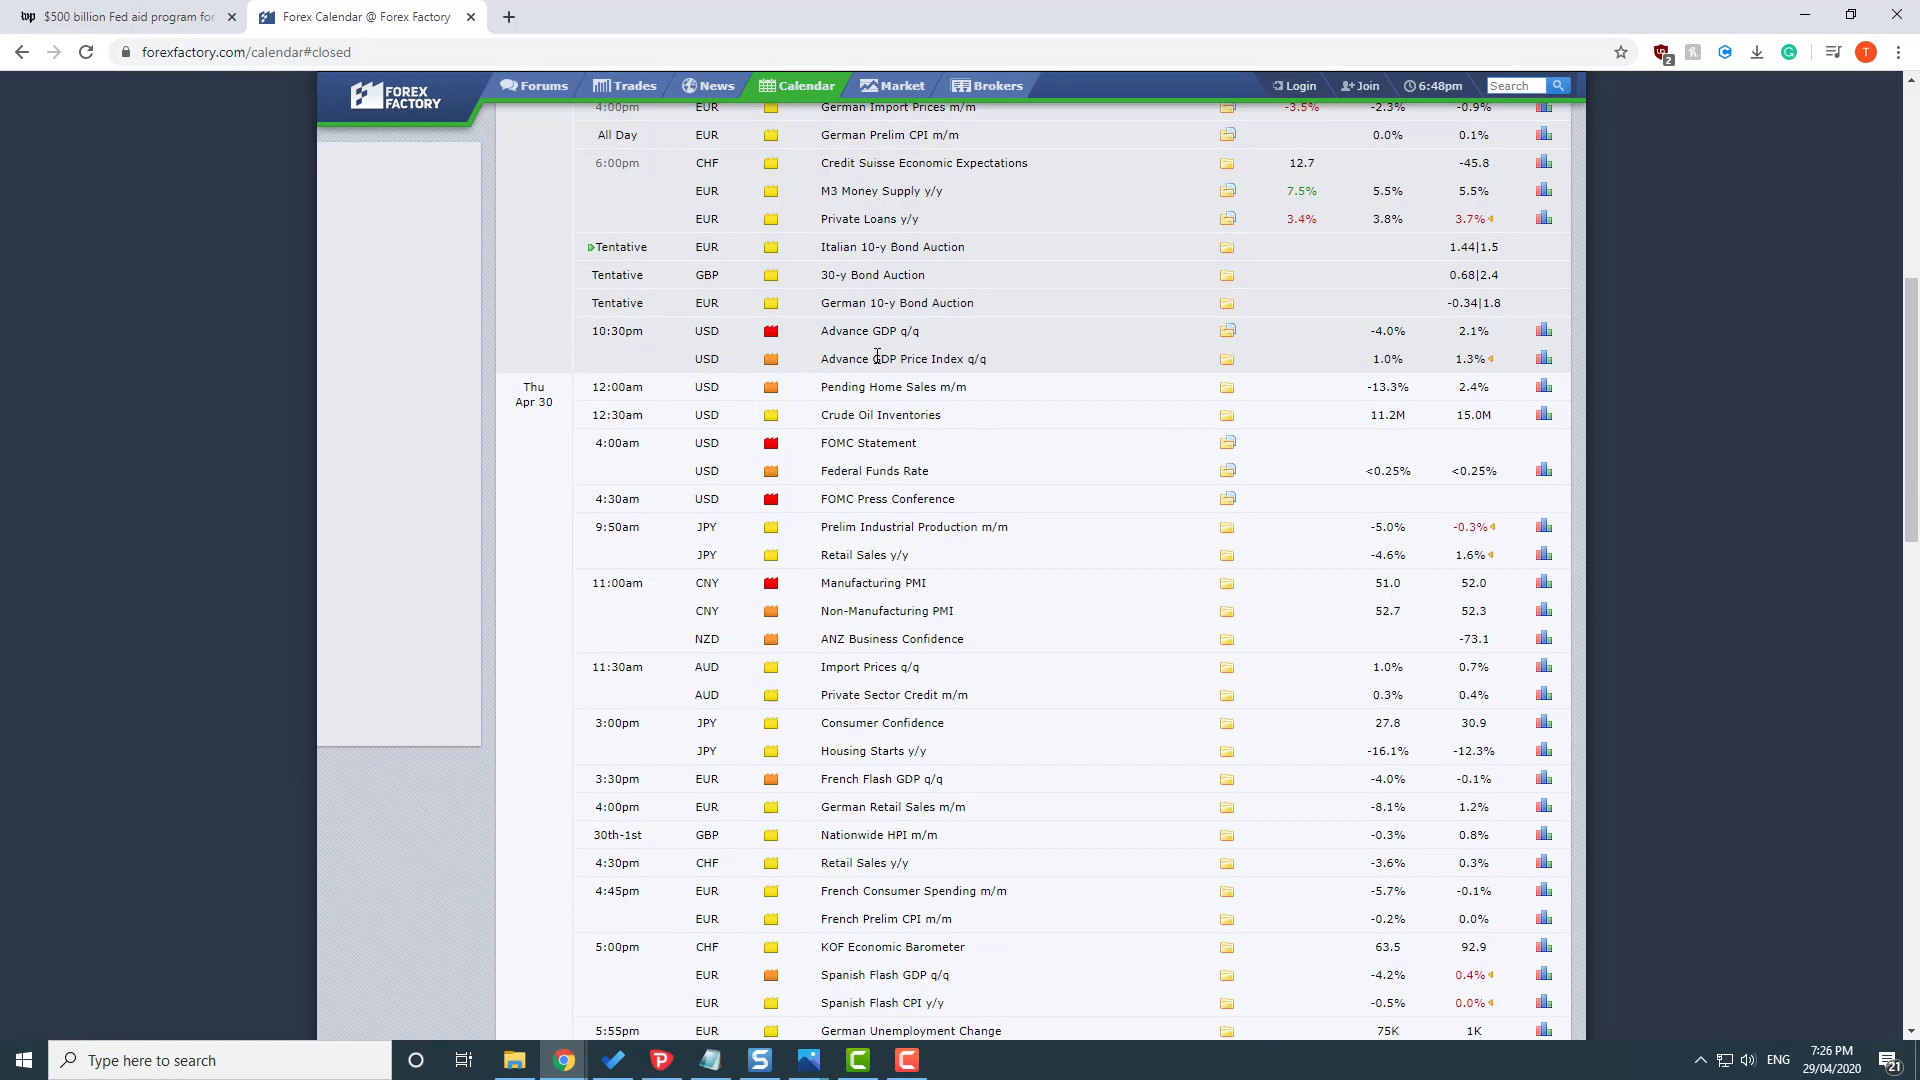 wp $500 billion Fed aid program for
Forex Calendar @ Forex Factory
forexfactory.com/calendar#closed
2
T
FOREX FACTORY
Forums Trades News Calendar Market Brokers Login Join 6:48pm Search
4:00pm EUR German Import Prices m/m -3.5% -2.3% -0.9%
All Day EUR German Prelim CPI m/m 0.0% 0.1%
6:00pm CHF Credit Suisse Economic Expectations 12.7 -45.8
EUR M3 Money Supply y/y 7.5% 5.5% 5.5%
EUR Private Loans y/y 3.4% 3.8% 3.7%
Tentative EUR Italian 10-y Bond Auction 1.44|1.5
Tentative GBP 30-y Bond Auction 0.68|2.4
Tentative EUR German 10-y Bond Auction -0.34|1.8
10:30pm USD Advance GDP q/q -4.0% 2.1%
USD Advance GDP Price Index q/q 1.0% 1.3%
Thu Apr 30 12:00am USD Pending Home Sales m/m -13.3% 2.4%
12:30am USD Crude Oil Inventories 11.2M 15.0M
4:00am USD FOMC Statement
USD Federal Funds Rate <0.25% <0.25%
4:30am USD FOMC Press Conference
9:50am JPY Prelim Industrial Production m/m -5.0% -0.3%
JPY Retail Sales y/y -4.6% 1.6%
11:00am CNY Manufacturing PMI 51.0 52.0
CNY Non-Manufacturing PMI 52.7 52.3
NZD ANZ Business Confidence -73.1
11:30am AUD Import Prices q/q 1.0% 0.7%
AUD Private Sector Credit m/m 0.3% 0.4%
3:00pm JPY Consumer Confidence 27.8 30.9
JPY Housing Starts y/y -16.1% -12.3%
3:30pm EUR French Flash GDP q/q -4.0% -0.1%
4:00pm EUR German Retail Sales m/m -8.1% 1.2%
30th-1st GBP Nationwide HPI m/m -0.3% 0.8%
4:30pm CHF Retail Sales y/y -3.6% 0.3%
4:45pm EUR French Consumer Spending m/m -5.7% -0.1%
EUR French Prelim CPI m/m -0.2% 0.0%
5:00pm CHF KOF Economic Barometer 63.5 92.9
EUR Spanish Flash GDP q/q -4.2% 0.4%
EUR Spanish Flash CPI y/y -0.5% 0.0%
5:55pm EUR German Unemployment Change 75K 1K
Type here to search
ENG
7:26 PM
29/04/2020
21